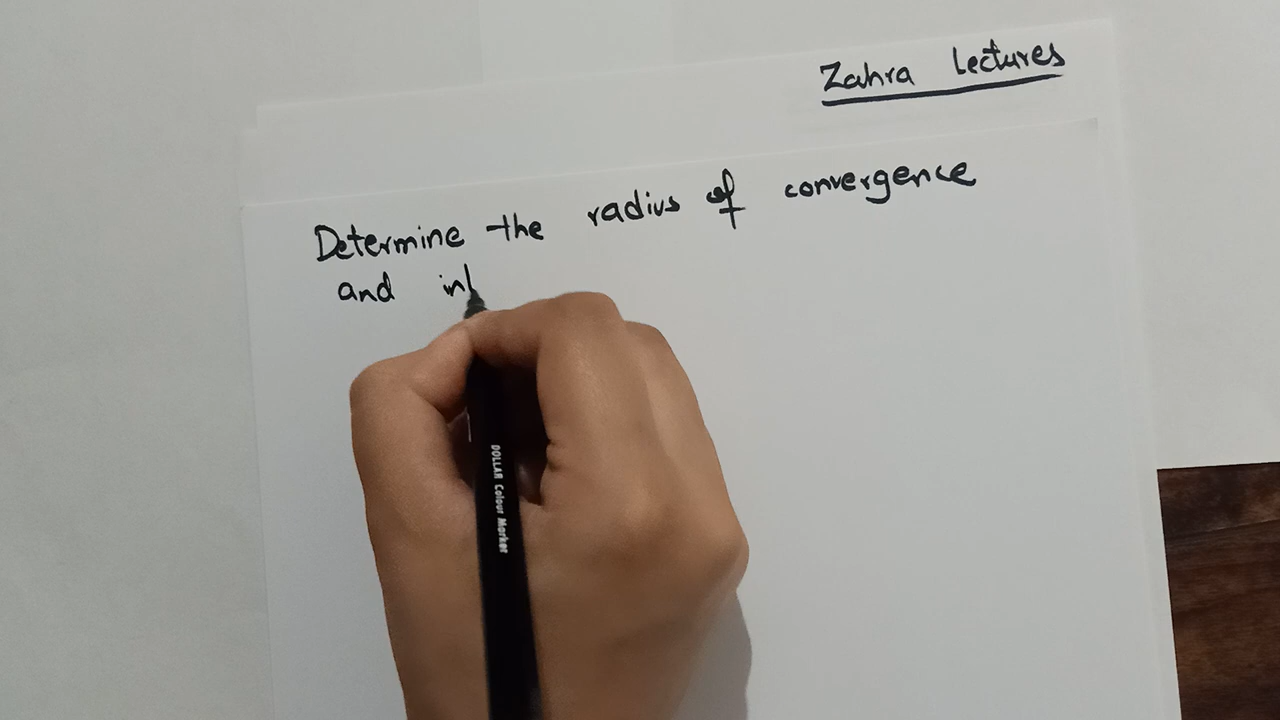 Zahra Lectures
Determine the radius of convergence
and
DOLLAR Colour Marker